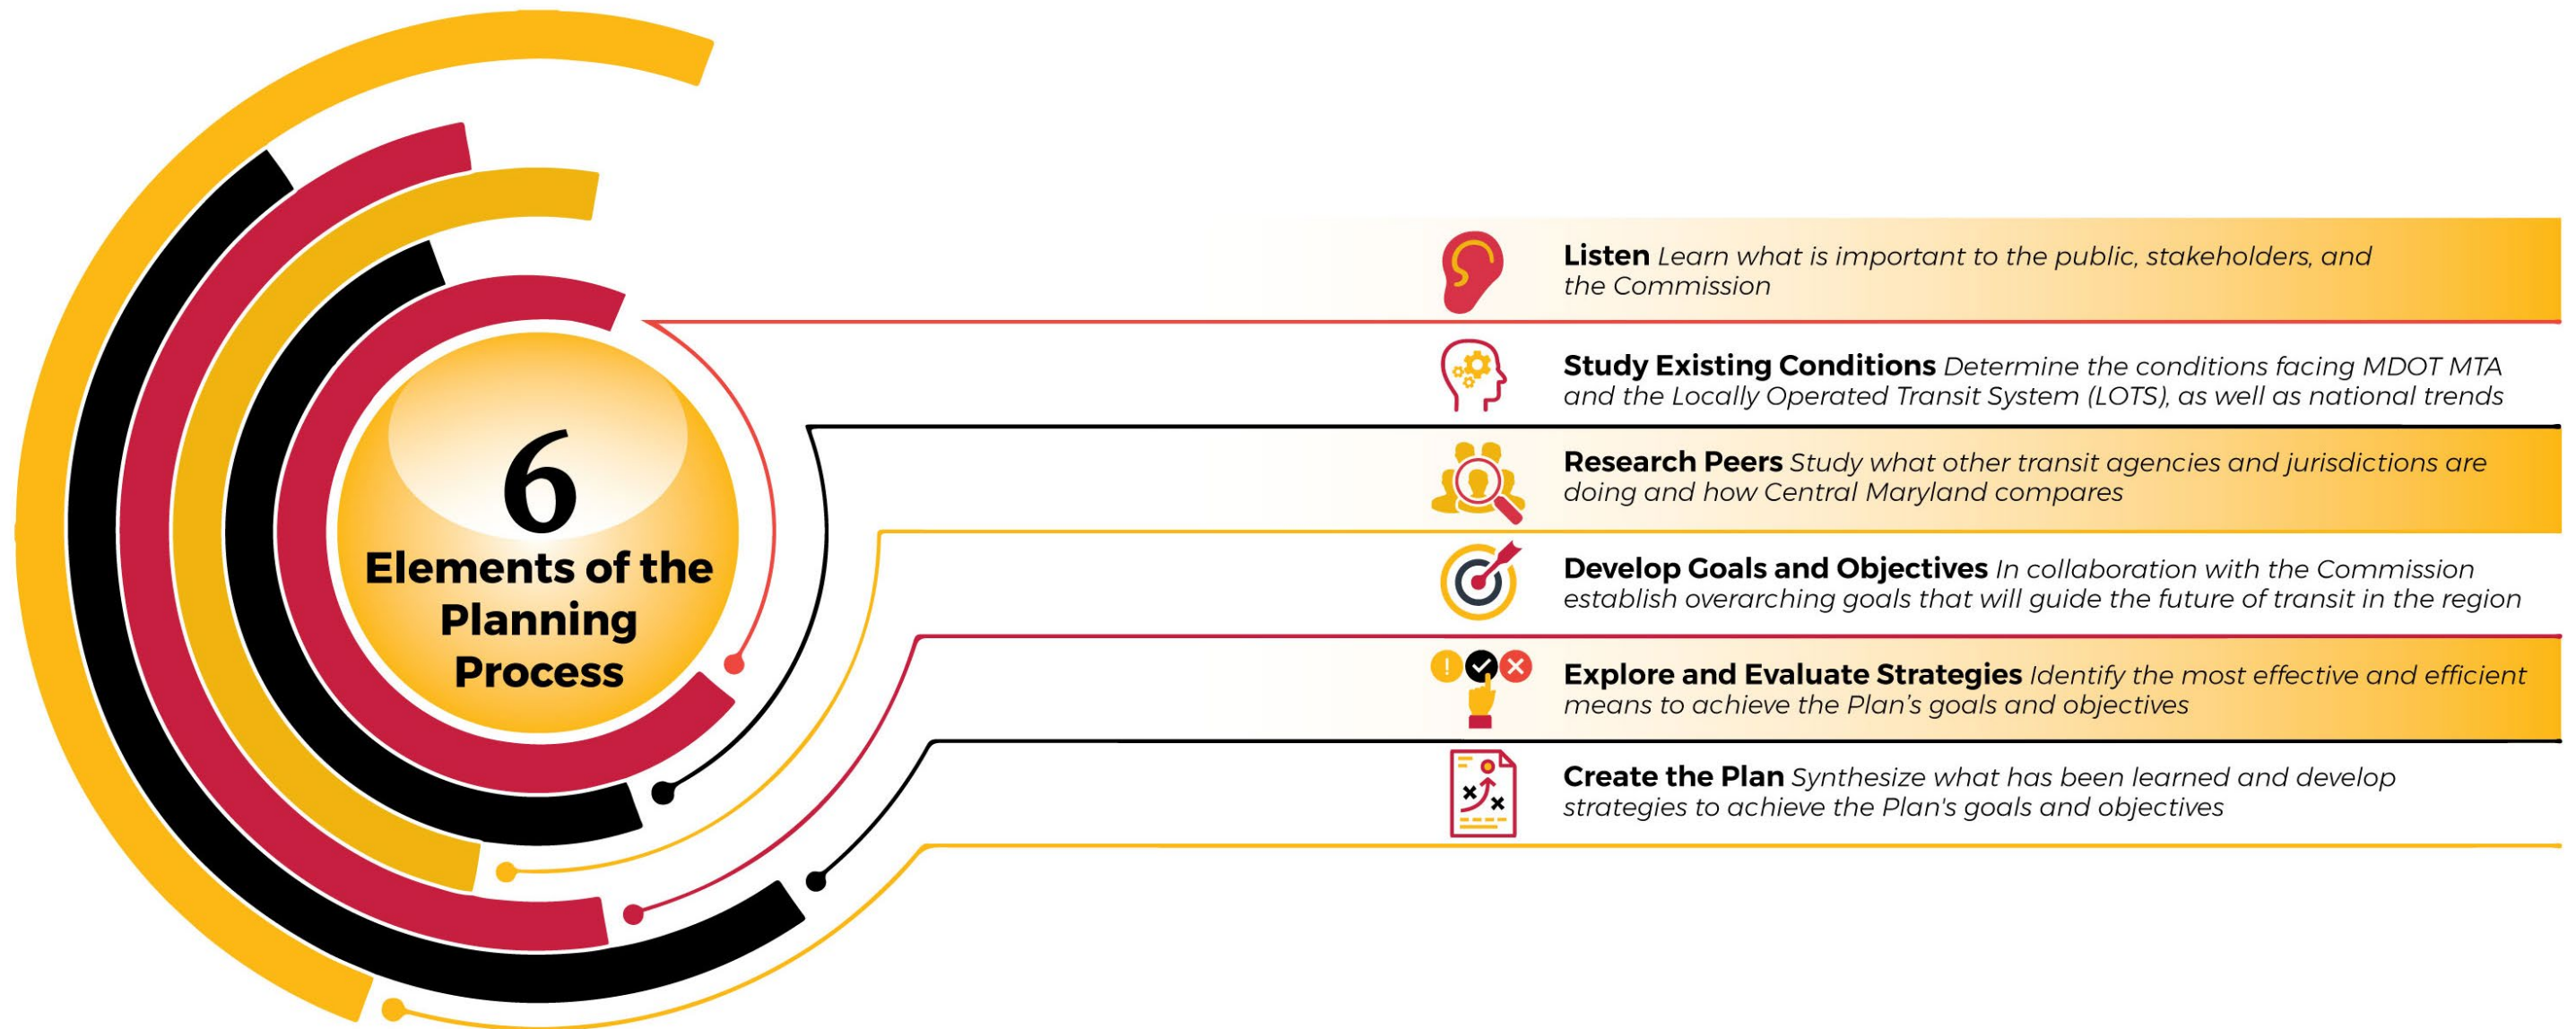 6
Elements of the
Planning
Process
Listen Learn what is important to the public, stakeholders, and
the Commission
Study Existing Conditions Determine the conditions facing MDOT MTA
and the Locally Operated Transit System (LOTS), as well as national trends
Research Peers Study what other transit agencies and jurisdictions are
doing and how Central Maryland compares
Develop Goals and Objectives In collaboration with the Commission
establish overarching goals that will guide the future of transit in the region
Explore and Evaluate Strategies Identify the most effective and efficient
means to achieve the Plan’s goals and objectives
Create the Plan Synthesize what has been learned and develop
strategies to achieve the Plan's goals and objectives